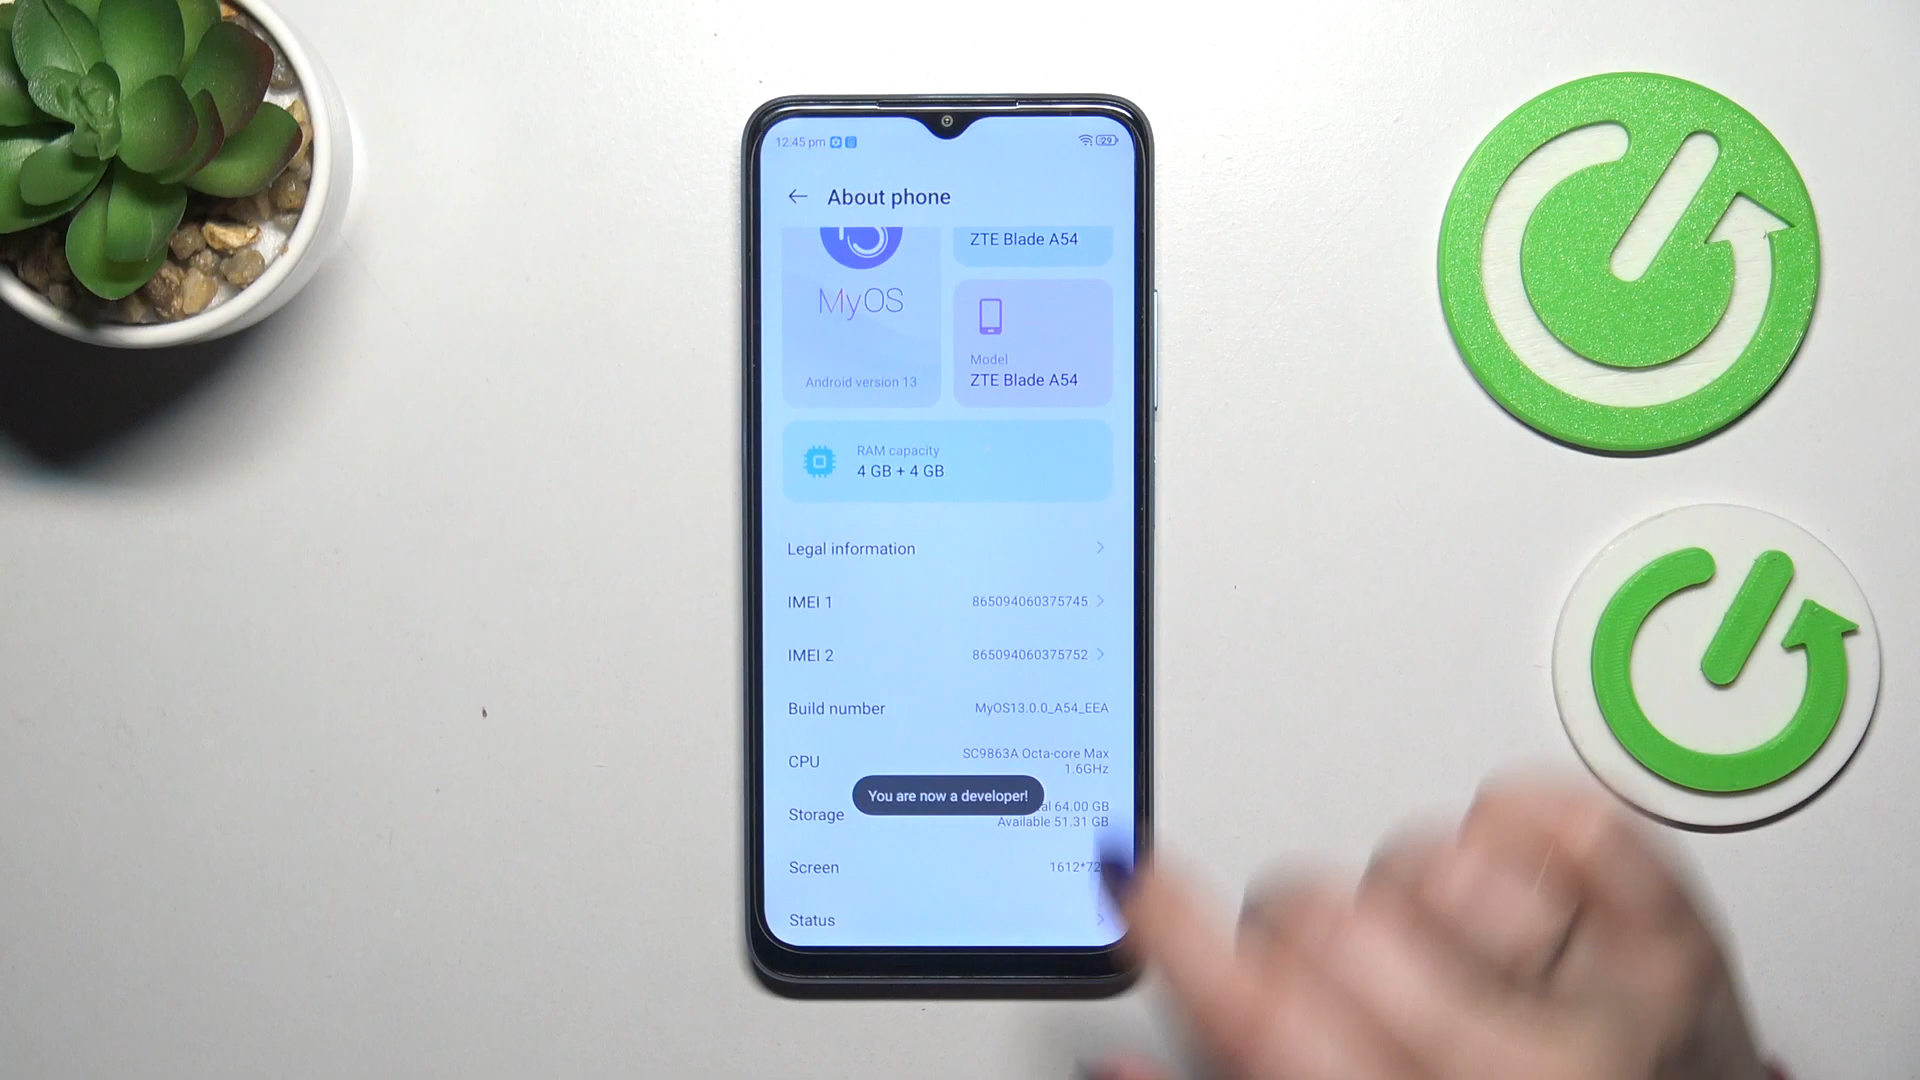 12:45 pm
29
About phone
ZTE Blade A54
MyOS
Android version 13
Model
ZTE Blade A54
RAM capacity
4 GB + 4 GB
Legal information
IMEI 1 865094060375745
IMEI 2 865094060375752
Build number MyOS13.0.0_A54_EEA
CPU SC9863A Octa-core Max
1.6GHz
You are now a developer!
Storage 64.00 GB
Available 51.31 GB
Screen
Status